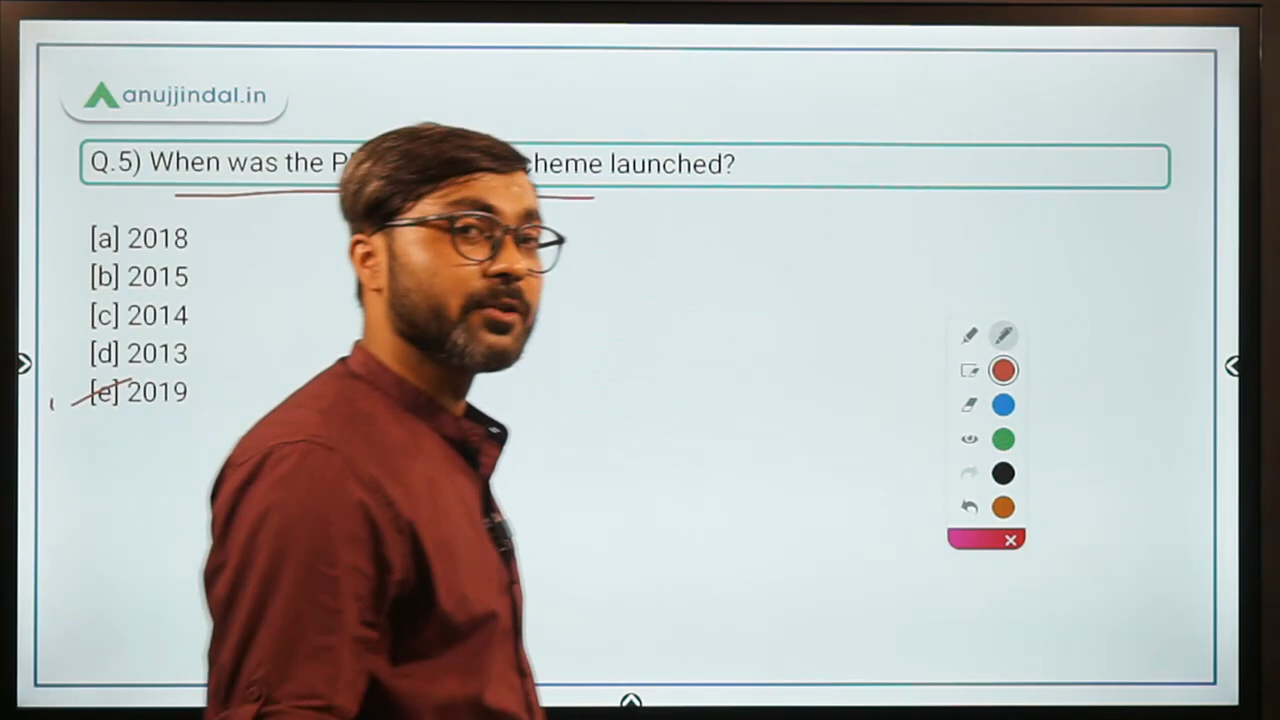 anujjindal.in
Q.5) When was the cheme launched?
[a] 2018
[b] 2015
[c] 2014
[d] 2013
[e] 2019